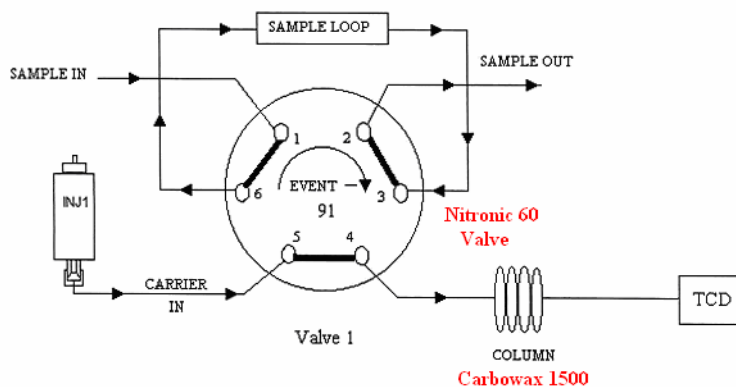 SAMPLE LOOP
SAMPLE IN
SAMPLE OUT
1
2
6
EVENT
3
91
INJ1
Nitronic 60
Valve
5
4
CARRIER
IN
TCD
Valve 1
COLUMN
Carbowax 1500